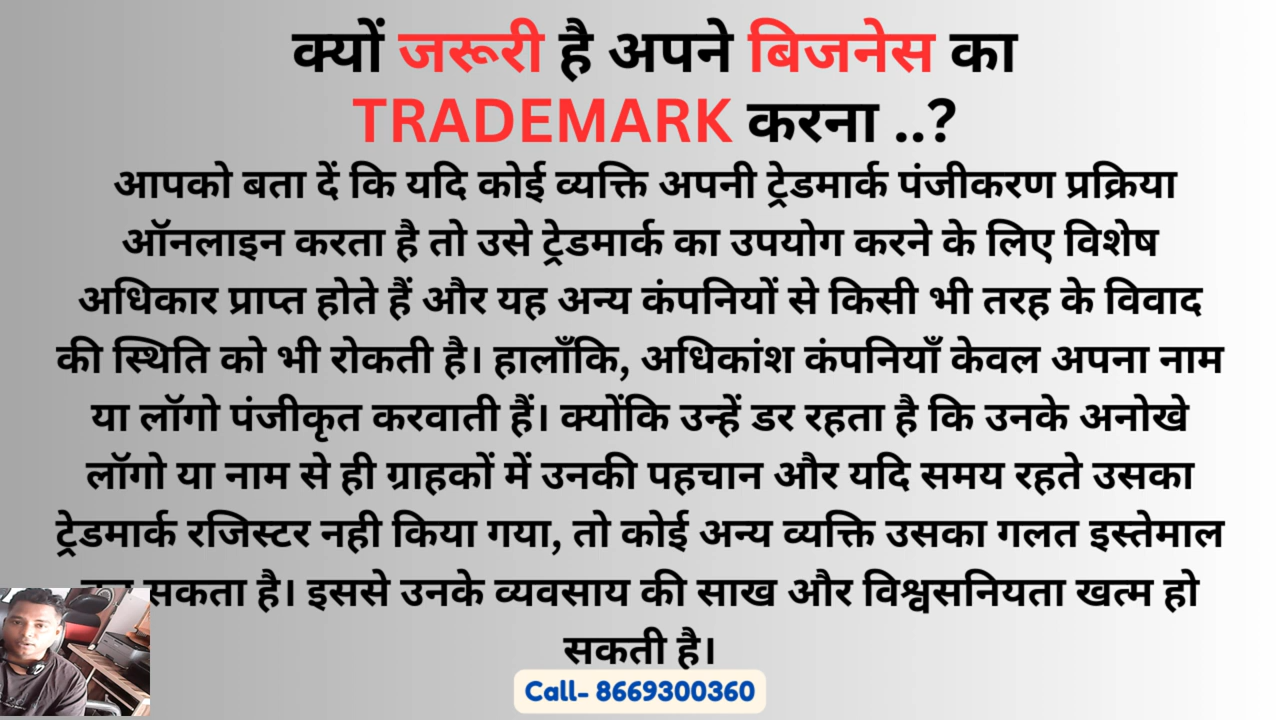 क्यों जरूरी है अपने बिजनेस का
TRADEMARK करना ..?
आपको बता दें कि यदि कोई व्यक्ति अपनी ट्रेडमार्क पंजीकरण प्रक्रिया
ऑनलाइन करता है तो उसे ट्रेडमार्क का उपयोग करने के लिए विशेष
अधिकार प्राप्त होते हैं और यह अन्य कंपनियों से किसी भी तरह के विवाद
की स्थिति को भी रोकती है। हालाँकि, अधिकांश कंपनियाँ केवल अपना नाम
या लॉगो पंजीकृत करवाती हैं। क्योंकि उन्हें डर रहता है कि उनके अनोखे
लॉगो या नाम से ही ग्राहकों में उनकी पहचान और यदि समय रहते उसका
ट्रेडमार्क रजिस्टर नही किया गया, तो कोई अन्य व्यक्ति उसका गलत इस्तेमाल
सकता है। इससे उनके व्यवसाय की साख और विश्वसनियता खत्म हो
सकती है।
Call- 8669300360